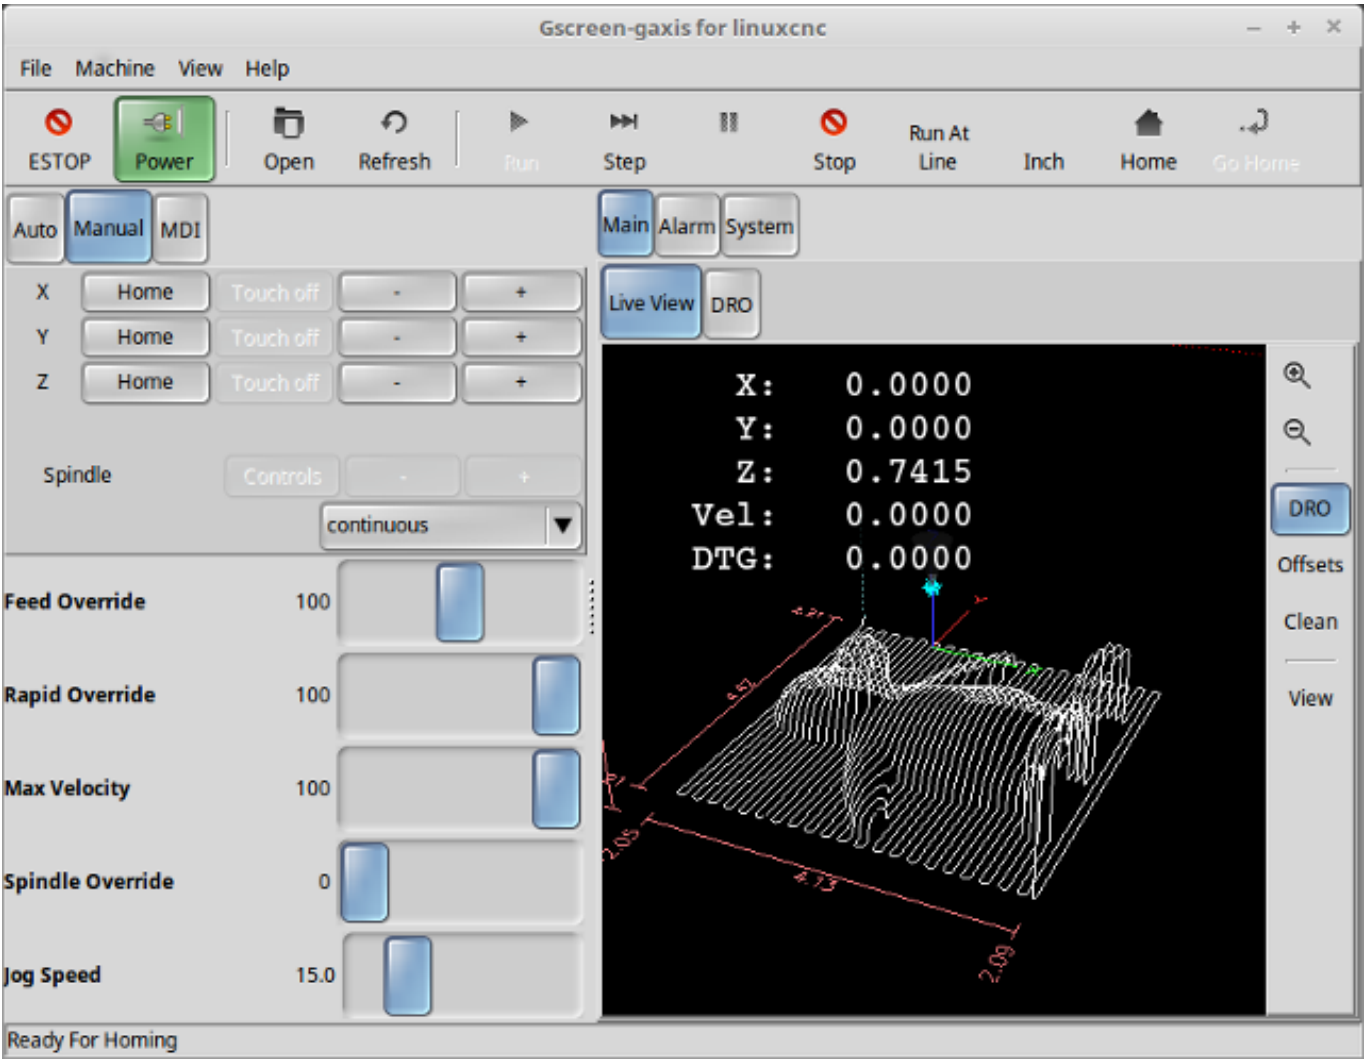 Gscreen-gaxis for linuxcnc
File Machine View Help
ESTOP Power Open Refresh Run Step Stop Run At Line Inch Home Go Home
Auto Manual MDI
X Home Touch off - +
Y Home Touch off - +
Z Home Touch off - +
Spindle Controls - +
continuous
Feed Override 100
Rapid Override 100
Max Velocity 100
Spindle Override 0
Jog Speed 15.0
Main Alarm System
Live View DRO
X: 0.0000
Y: 0.0000
Z: 0.7415
Vel: 0.0000
DTG: 0.0000
2.05
4.13
2.09
DRO
Offsets
Clean
View
Ready For Homing